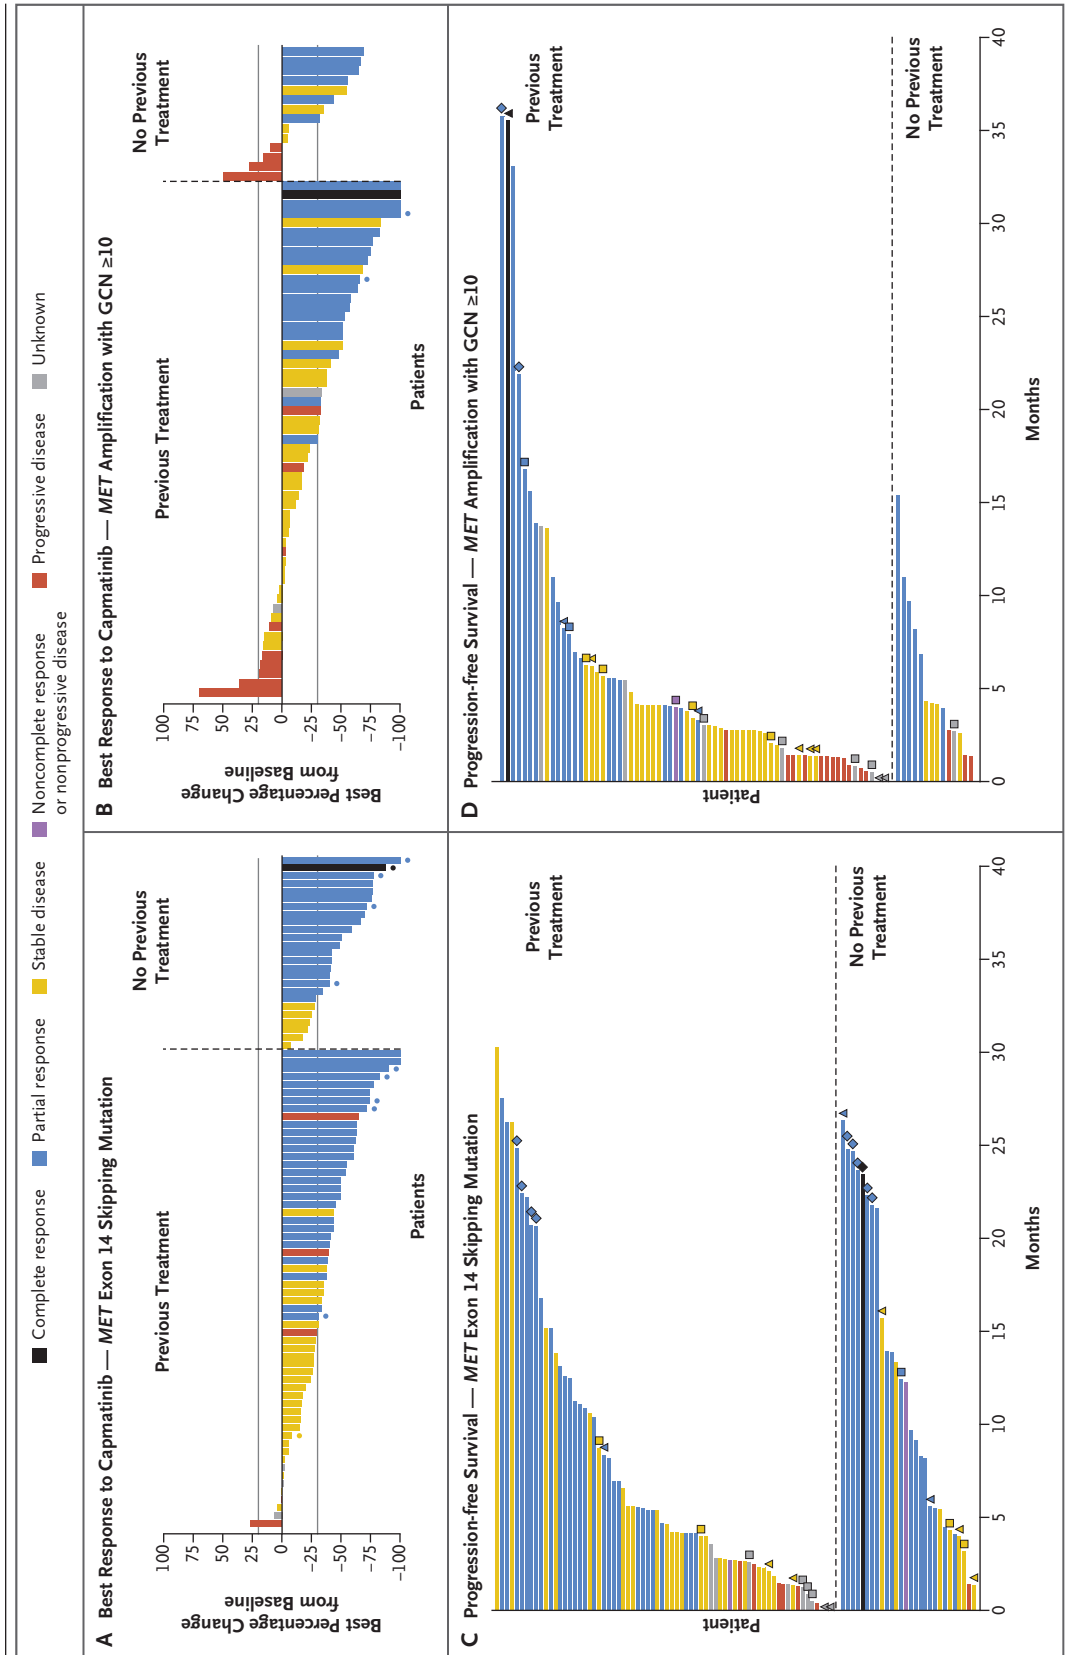 Complete response
Partial response
Stable disease
Noncomplete response
or nonprogressive disease
Progressive disease
Unknown
A Best Response to Capmatinib — MET Exon 14 Skipping Mutation
Best Percentage Change
from Baseline
100
75
50
25
0
−25
−50
−75
−100
Previous Treatment
No Previous
Treatment
Patients
B Best Response to Capmatinib — MET Amplification with GCN ≥10
Best Percentage Change
from Baseline
100
75
50
25
0
−25
−50
−75
−100
Previous Treatment
No Previous
Treatment
Patients
C Progression-free Survival — MET Exon 14 Skipping Mutation
Patient
Previous
Treatment
No Previous
Treatment
0
5
10
15
20
25
30
35
40
Months
D Progression-free Survival — MET Amplification with GCN ≥10
Patient
Previous
Treatment
No Previous
Treatment
0
5
10
15
20
25
30
35
40
Months